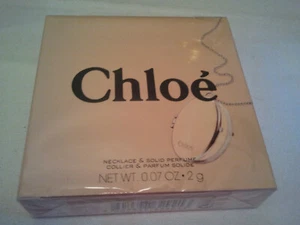 Chloé
NECKLACE & SOLID PERFUME
COLLIER & PARFUM SOLIDE
NET WT. 0.07 OZ • 2 g